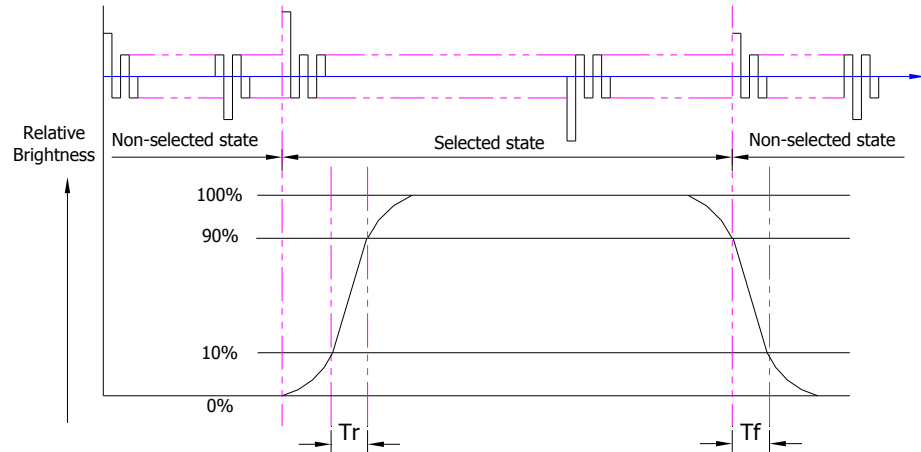 Relative
Brightness
Non-selected state
Selected state
Non-selected state
100%
90%
10%
0%
Tr
Tf